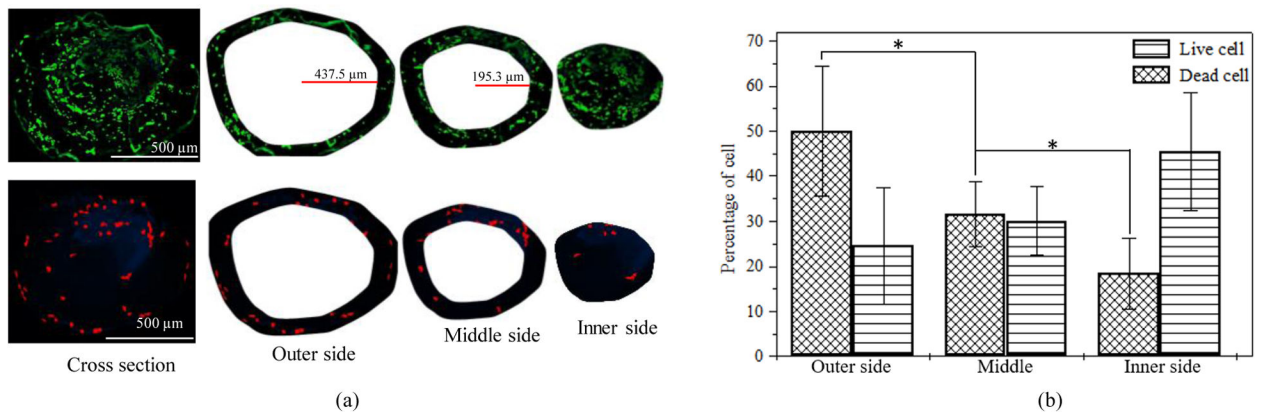 500 µm
437.5 µm
195.3 µm
500 µm
Cross section
Outer side
Middle side
Inner side
(a)
Percentage of cell
70
60
50
40
30
20
10
0
*
*
Live cell
Dead cell
Outer side
Middle
Inner side
(b)